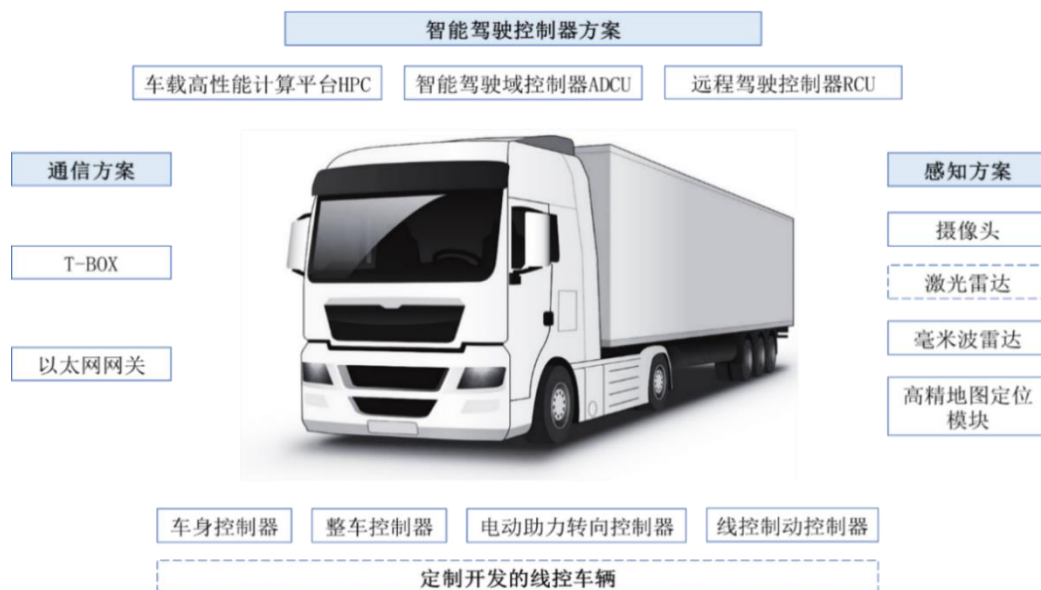 智能驾驶控制器方案
车载高性能计算平台HPC
智能驾驶域控制器ADCU
远程驾驶控制器RCU
通信方案
T-BOX
以太网网关
感知方案
摄像头
激光雷达
毫米波雷达
高精地图定位
模块
车身控制器
整车控制器
电动助力转向控制器
线控制动控制器
定制开发的线控车辆